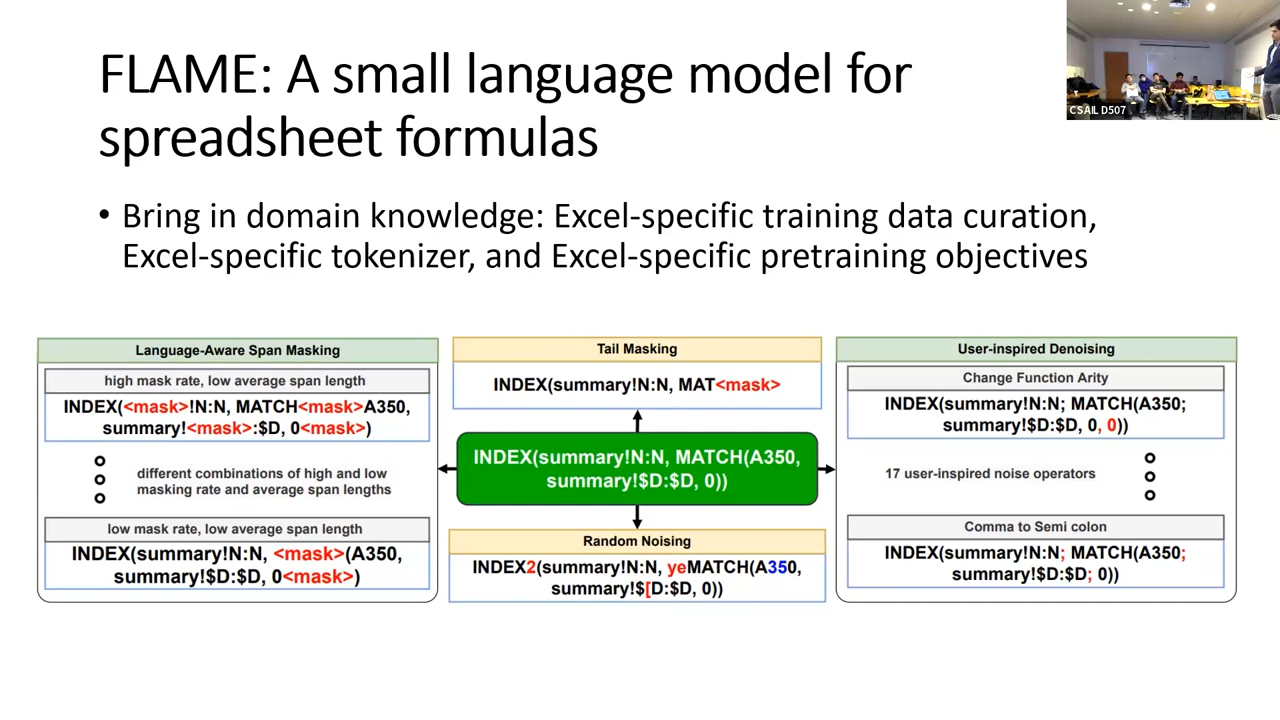 FLAME: A small language model for
spreadsheet formulas
CSAIL D507
• Bring in domain knowledge: Excel-specific training data curation,
Excel-specific tokenizer, and Excel-specific pretraining objectives
Language-Aware Span Masking
high mask rate, low average span length
INDEX(<mask>!N:N, MATCH<mask>A350,
summary!<mask>:$D, 0<mask>)
different combinations of high and low
masking rate and average span lengths
low mask rate, low average span length
INDEX(summary!N:N, <mask>(A350,
summary!$D:$D, 0<mask>)
Tail Masking
INDEX(summary!N:N, MAT<mask>
INDEX(summary!N:N, MATCH(A350,
summary!$D:$D, 0))
Random Noising
INDEX2(summary!N:N, yeMATCH(A350,
summary!$[D:$D, 0))
User-inspired Denoising
Change Function Arity
INDEX(summary!N:N; MATCH(A350;
summary!$D:$D, 0, 0))
17 user-inspired noise operators
Comma to Semi colon
INDEX(summary!N:N; MATCH(A350;
summary!$D:$D; 0))